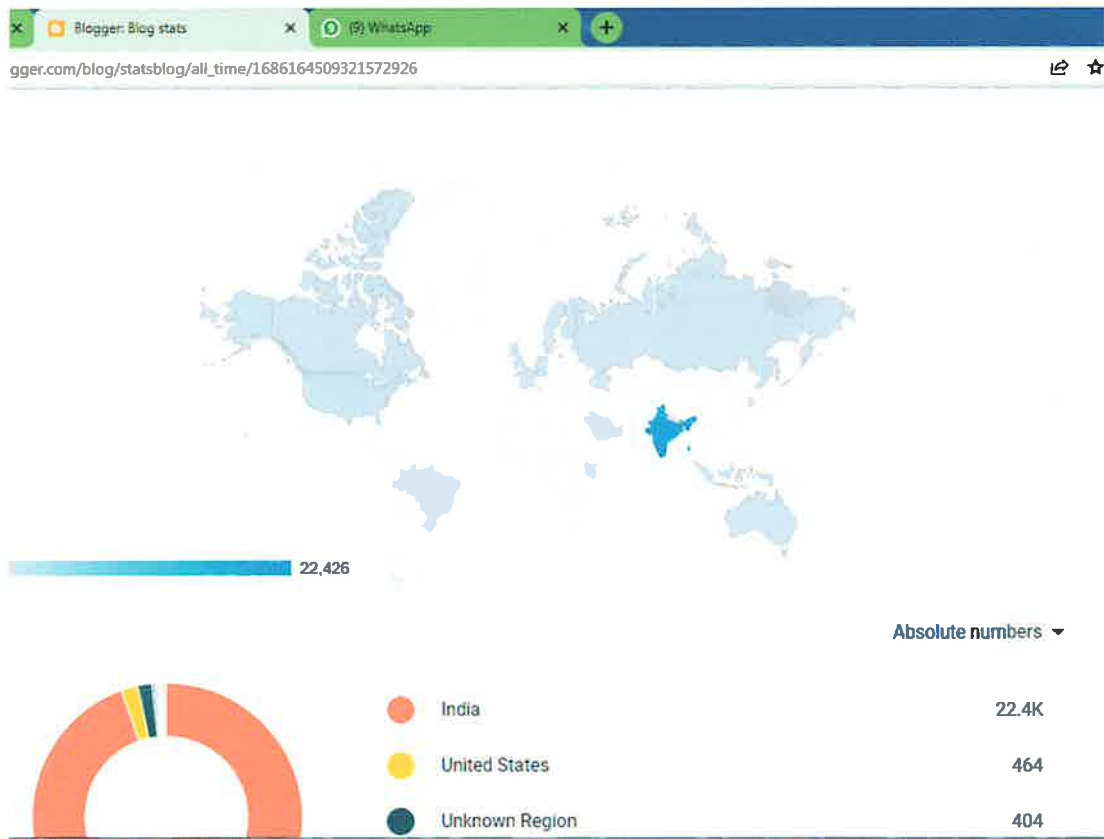 Blogger: Blog stats
(9) WhatsApp
gger.com/blog/statsblog/all_time/1686164509321572926
22,426
Absolute numbers
India 22.4K
United States 464
Unknown Region 404